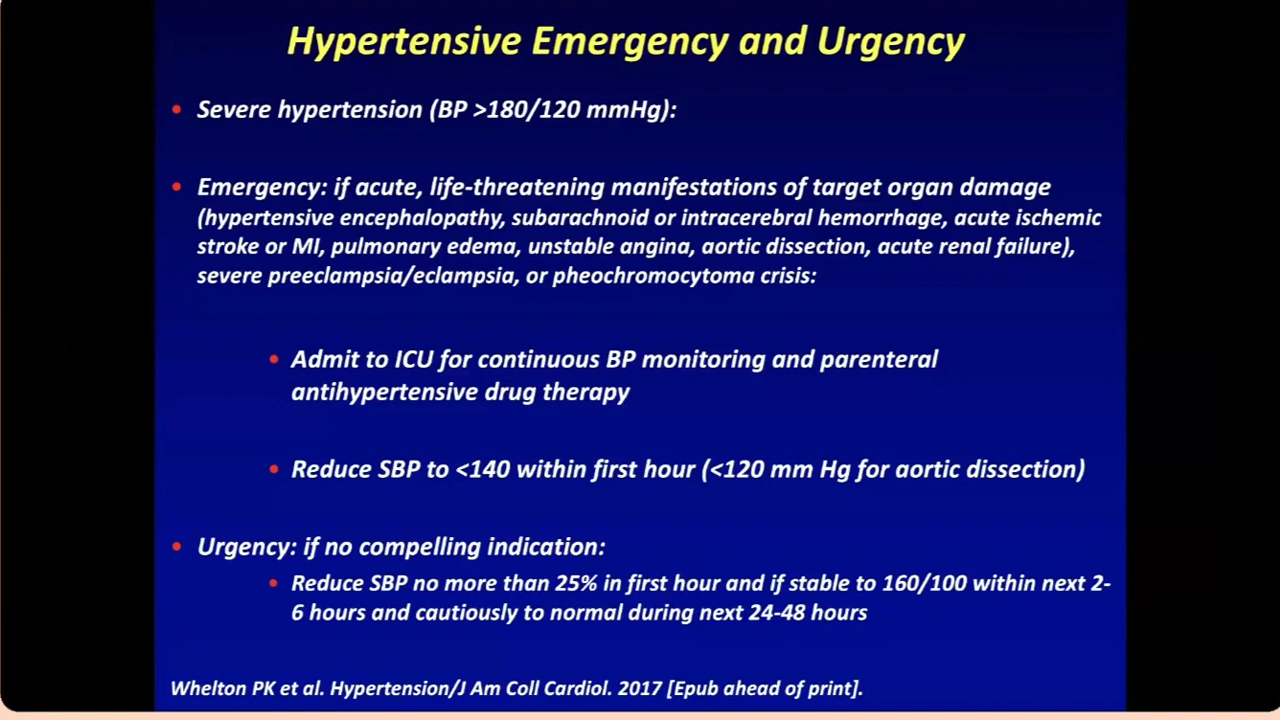 Hypertensive Emergency and Urgency
• Severe hypertension (BP >180/120 mmHg):
• Emergency: if acute, life-threatening manifestations of target organ damage
(hypertensive encephalopathy, subarachnoid or intracerebral hemorrhage, acute ischemic
stroke or MI, pulmonary edema, unstable angina, aortic dissection, acute renal failure),
severe preeclampsia/eclampsia, or pheochromocytoma crisis:
• Admit to ICU for continuous BP monitoring and parenteral
antihypertensive drug therapy
• Reduce SBP to <140 within first hour (<120 mm Hg for aortic dissection)
• Urgency: if no compelling indication:
• Reduce SBP no more than 25% in first hour and if stable to 160/100 within next 2-
6 hours and cautiously to normal during next 24-48 hours
Whelton PK et al. Hypertension/J Am Coll Cardiol. 2017 [Epub ahead of print].